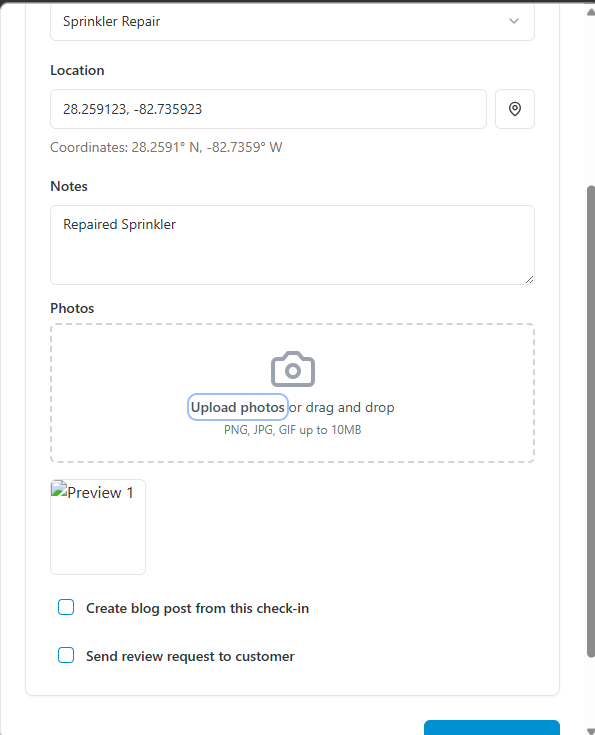 Sprinkler Repair
Location
28.259123, -82.735923
Coordinates: 28.2591° N, -82.7359° W
Notes
Repaired Sprinkler
Photos
Upload photos or drag and drop
PNG, JPG, GIF up to 10MB
Preview 1
Create blog post from this check-in
Send review request to customer